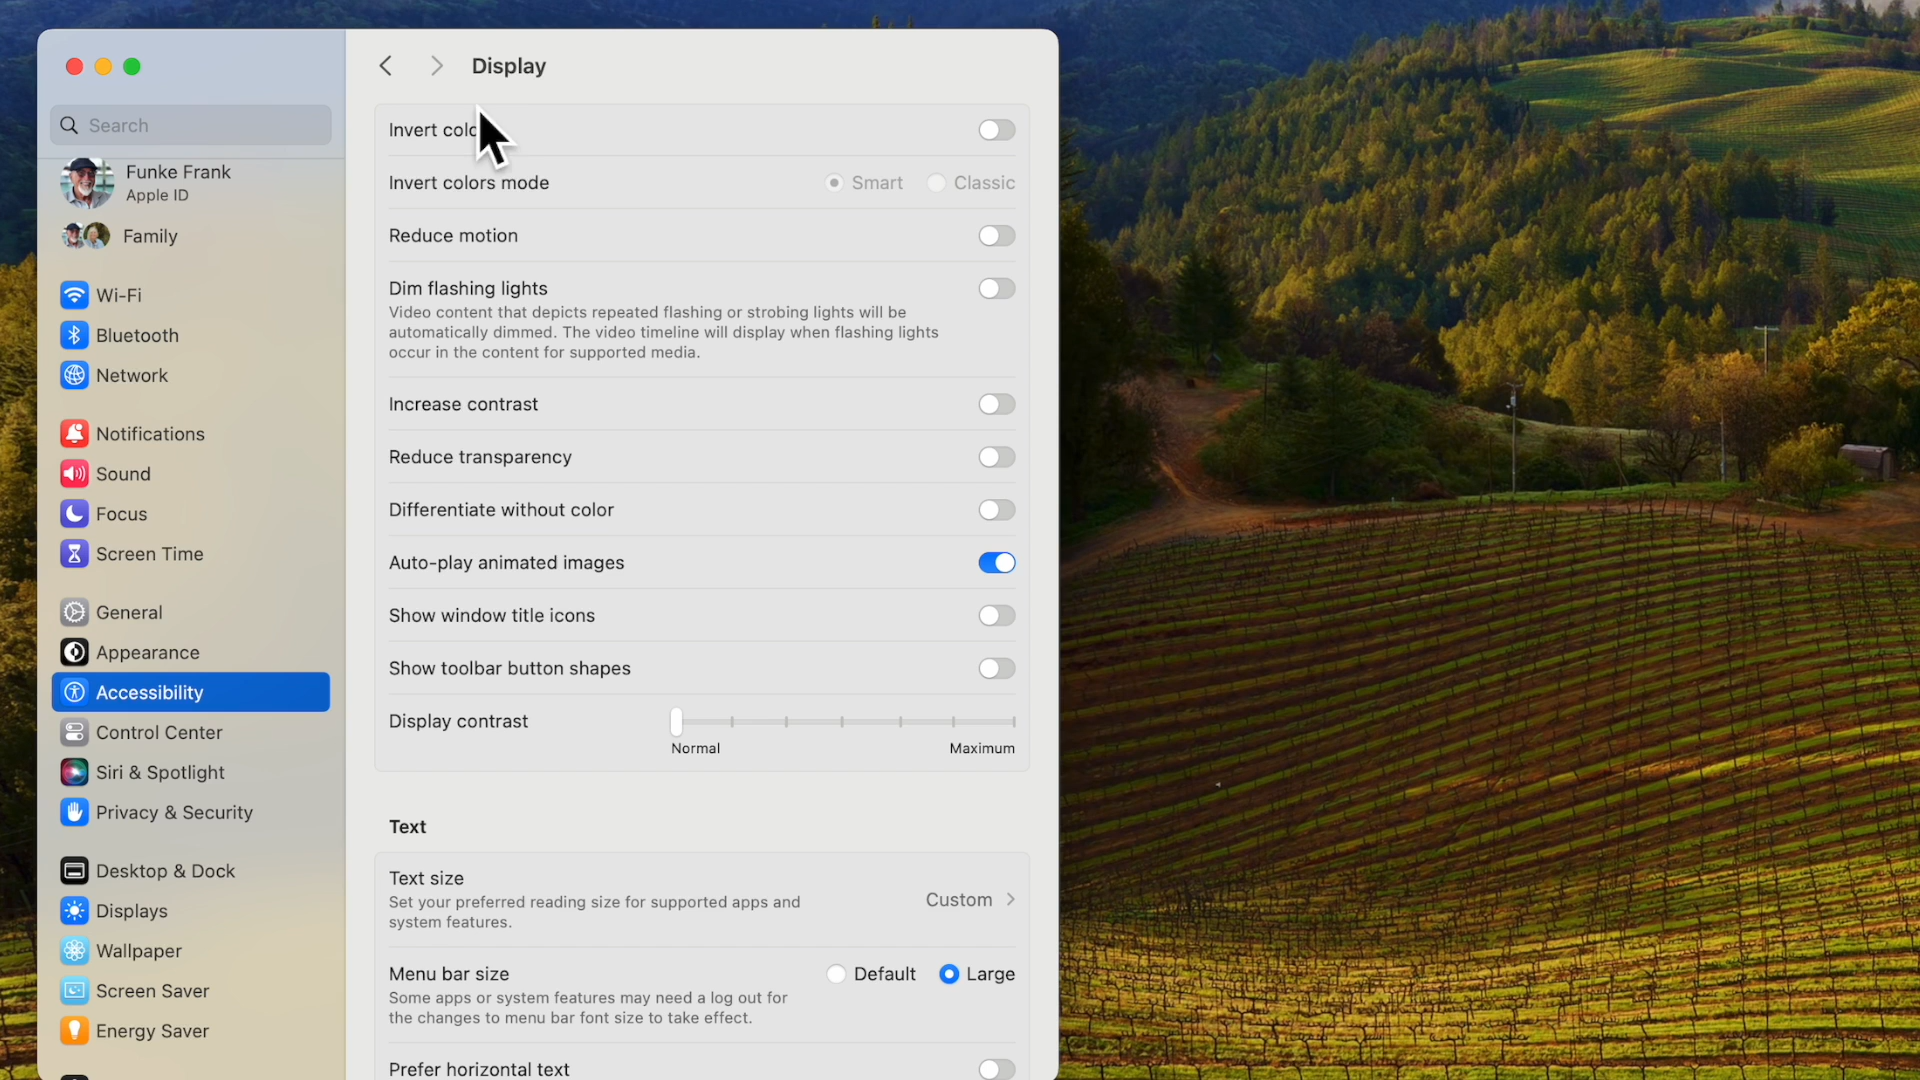 Display
Search
Funke Frank
Apple ID
Family
Wi-Fi
Bluetooth
Network
Notifications
Sound
Focus
Screen Time
General
Appearance
Accessibility
Control Center
Siri & Spotlight
Privacy & Security
Desktop & Dock
Displays
Wallpaper
Screen Saver
Energy Saver
Invert
Invert colors mode Smart Classic
Reduce motion
Dim flashing lights
Video content that depicts repeated flashing or strobing lights will be
automatically dimmed. The video timeline will display when flashing lights
occur in the content for supported media.
Increase contrast
Reduce transparency
Differentiate without color
Auto-play animated images
Show window title icons
Show toolbar button shapes
Display contrast
Normal Maximum
Text
Text size
Set your preferred reading size for supported apps and
system features.
Custom
Menu bar size Default Large
Some apps or system features may need a log out for
the changes to menu bar font size to take effect.
Prefer horizontal text